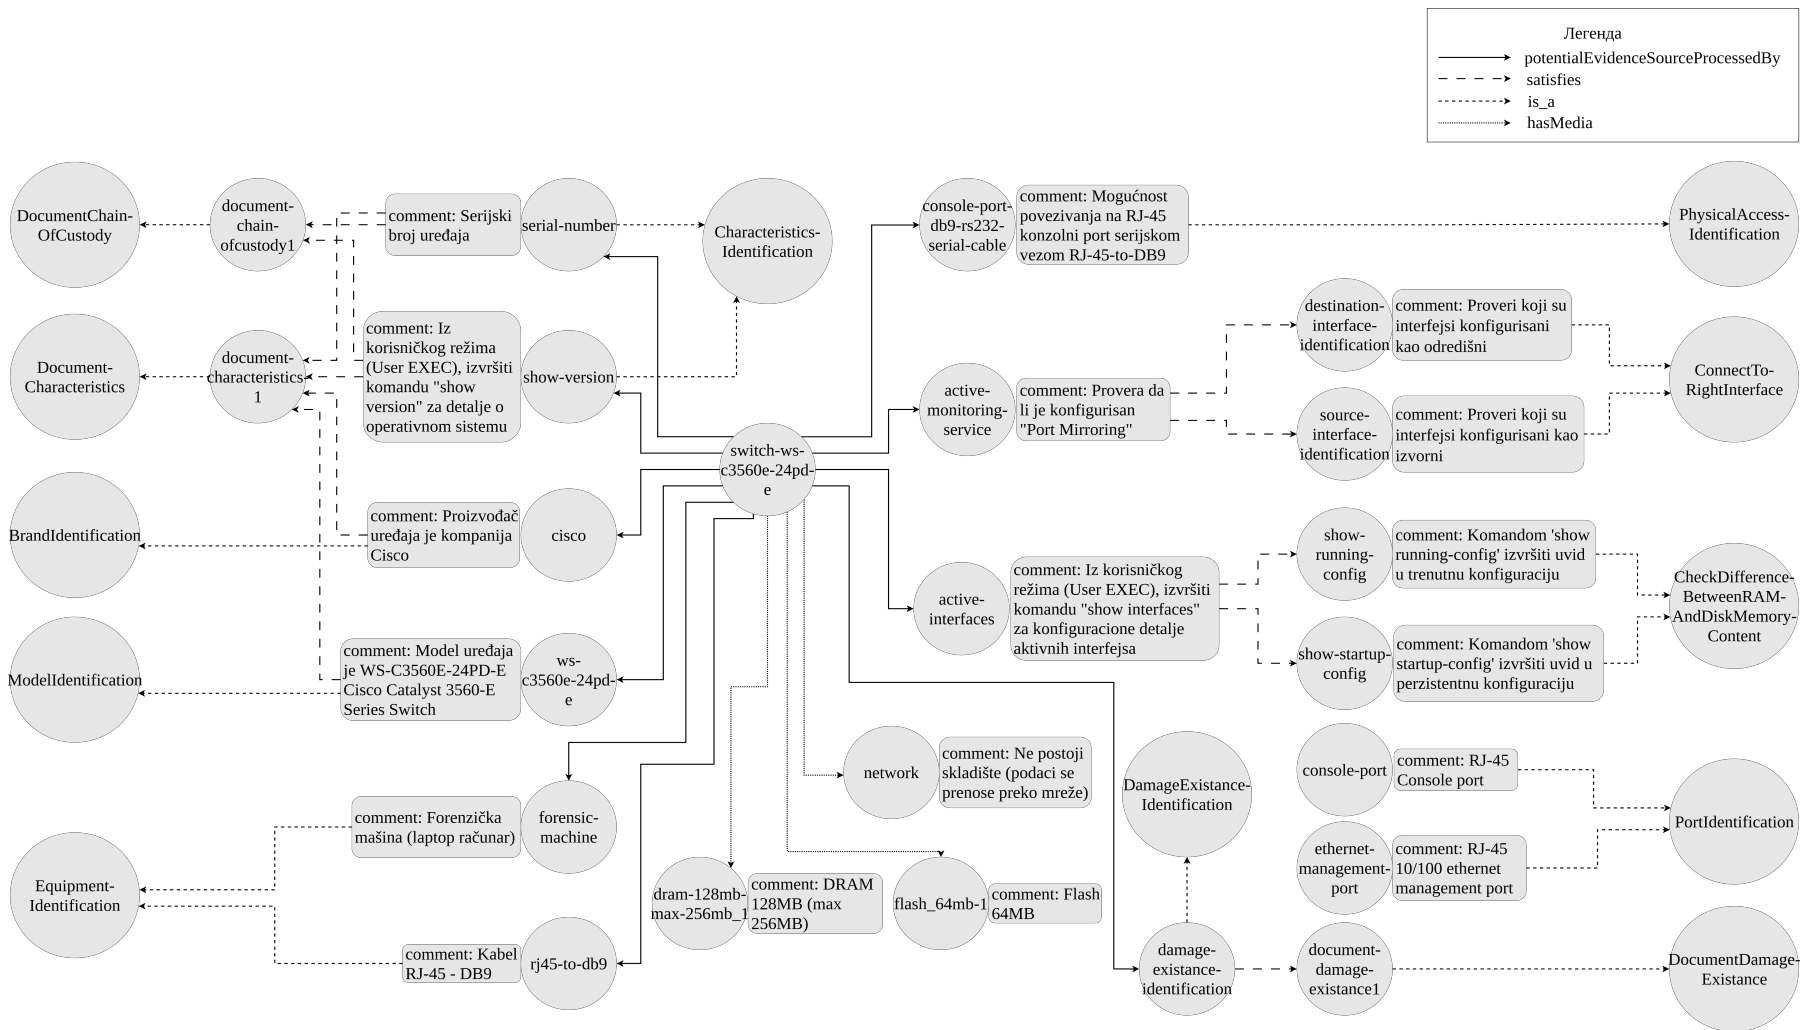 Легенда
potentialEvidenceSourceProcessedBy
satisfies
is_a
hasMedia
DocumentChain-
OfCustody
document-
chain-
ofcustody1
comment: Serijski
broj uređaja
serial-number
Characteristics-
Identification
console-port-
db9-rs232-
serial-cable
comment: Mogućnost
povezivanja na RJ-45
konzolni port serijskom
vezom RJ-45-to-DB9
PhysicalAccess-
Identification
Document-
Characteristics
document-
characteristics-
1
comment: Iz
korisničkog režima
(User EXEC), izvršiti
komandu "show
version" za detalje o
operativnom sistemu
show-version
destination-
interface-
identification
comment: Proveri koji su
interfejsi konfigurisani
kao odredišni
ConnectTo-
RightInterface
active-
monitoring-
service
comment: Provera da
li je konfigurisan
"Port Mirroring"
source-
interface-
identification
comment: Proveri koji su
interfejsi konfigurisani kao
izvorni
switch-ws-
c3560e-24pd-
e
BrandIdentification
comment: Proizvođač
uređaja je kompanija
Cisco
cisco
show-
running-
config
comment: Komandom 'show
running-config' izvršiti uvid
u trenutnu konfiguraciju
CheckDifference-
BetweenRAM-
AndDiskMemory-
Content
active-
interfaces
comment: Iz korisničkog
režima (User EXEC), izvršiti
komandu "show interfaces"
za konfiguracione detalje
aktivnih interfejsa
show-startup-
config
comment: Komandom 'show
startup-config' izvršiti uvid u
perzistentnu konfiguraciju
ModelIdentification
comment: Model uređaja
je WS-C3560E-24PD-E
Cisco Catalyst 3560-E
Series Switch
ws-
c3560e-24pd-
e
network
comment: Ne postoji
skladište (podaci se
prenose preko mreže)
DamageExistance-
Identification
console-port
comment: RJ-45
Console port
PortIdentification
comment: Forenzička
mašina (laptop računar)
forensic-
machine
ethernet-
management-
port
comment: RJ-45
10/100 ethernet
management port
Equipment-
Identification
dram-128mb-
max-256mb_1
comment: DRAM
128MB (max
256MB)
flash_64mb-1
comment: Flash
64MB
comment: Kabel
RJ-45 - DB9
rj45-to-db9
damage-
existance-
identification
document-
damage-
existance1
DocumentDamage-
Existance